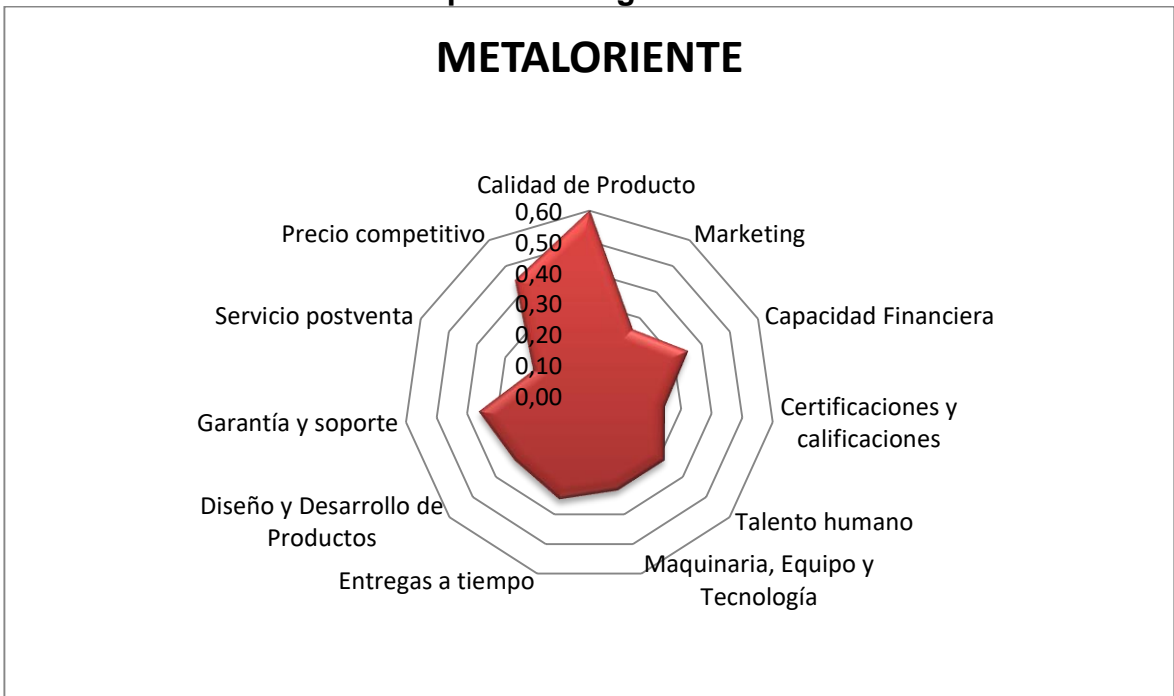 METALORIENTE
Calidad de Producto
0,60
0,50
0,40
0,30
0,20
0,10
0,00
Marketing
Capacidad Financiera
Certificaciones y
calificaciones
Talento humano
Maquinaria, Equipo y
Tecnología
Entregas a tiempo
Diseño y Desarrollo de
Productos
Garantía y soporte
Servicio postventa
Precio competitivo